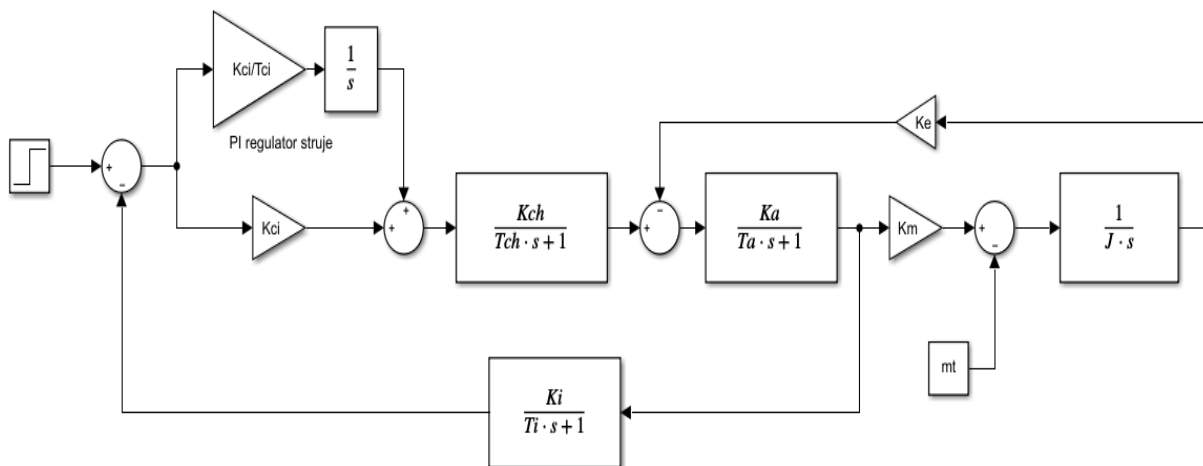 Kci/Tci
1
s
PI regulator struje
Ke
+
−
Kci
+
+
Kch
Tch · s + 1
−
+
Ka
Ta · s + 1
Km
+
−
1
J · s
mt
Ki
Ti · s + 1